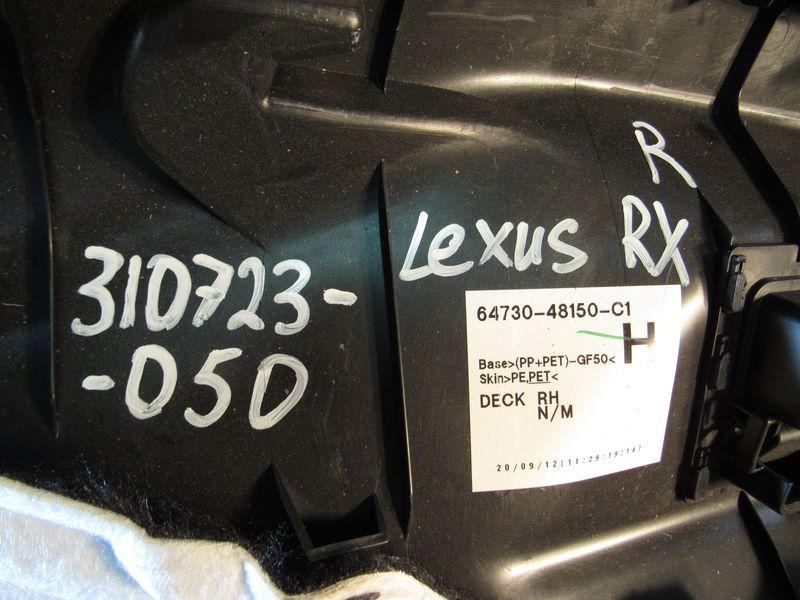 R
Lexus RX
310723-
-050
64730-48150-C1
H
Base>(PP+PET)-GF50<
Skin>PE,PET<
DECK RH
N/M
20/09/12[11:29:19]147